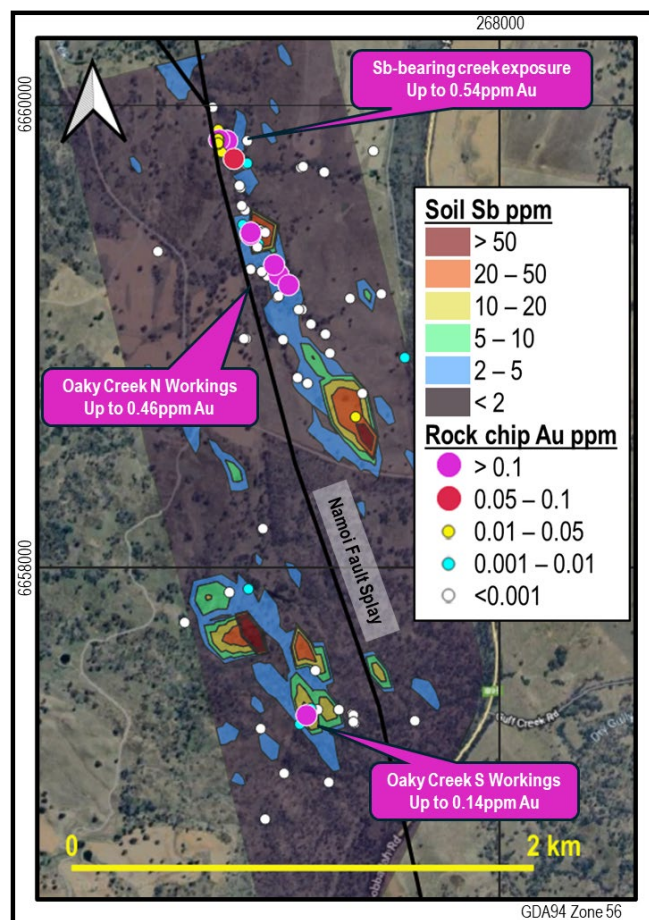 268000
6660000
Sb-bearing creek exposure
Up to 0.54ppm Au
Soil Sb ppm
> 50
20 – 50
10 – 20
5 – 10
2 – 5
< 2
Rock chip Au ppm
> 0.1
0.05 – 0.1
0.01 – 0.05
0.001 – 0.01
<0.001
Oaky Creek N Workings
Up to 0.46ppm Au
Namoi Fault Splay
6658000
Gulf Creek Rd
Oaky Creek S Workings
Up to 0.14ppm Au
0
2 km
GDA94 Zone 56